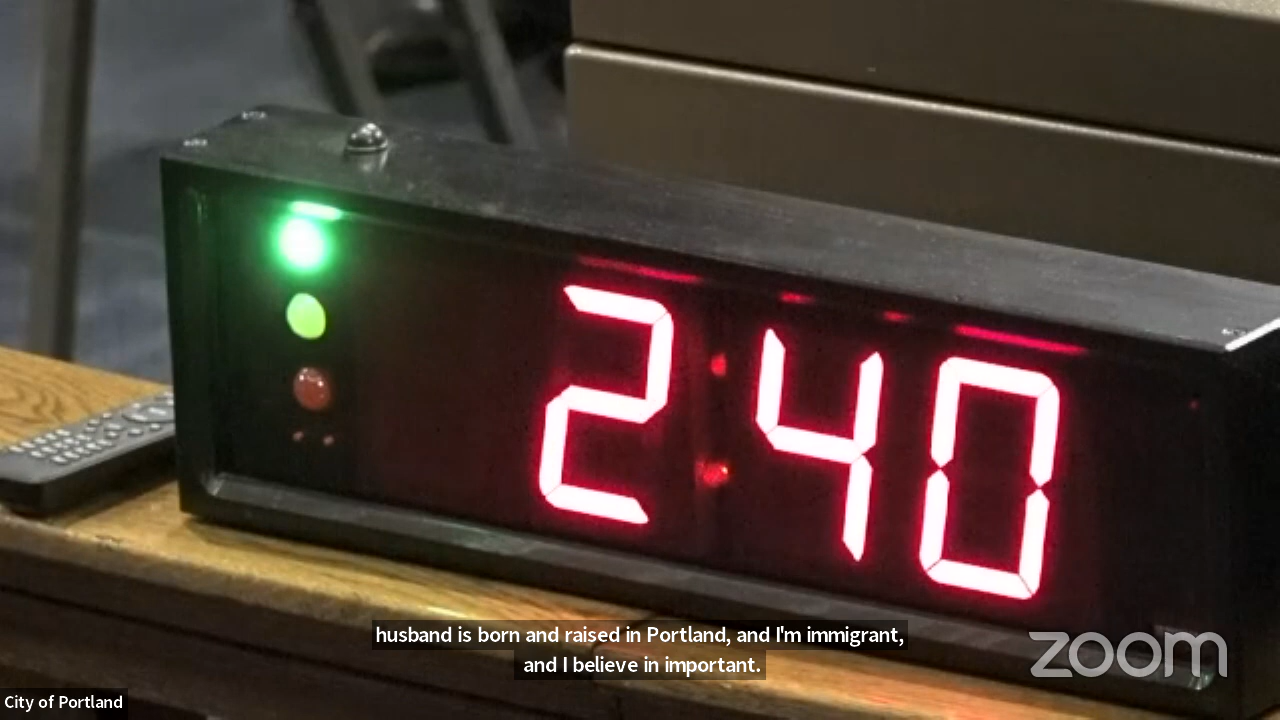 2:40
husband is born and raised in Portland, and I'm immigrant,
and I believe in important.
zoom
City of Portland